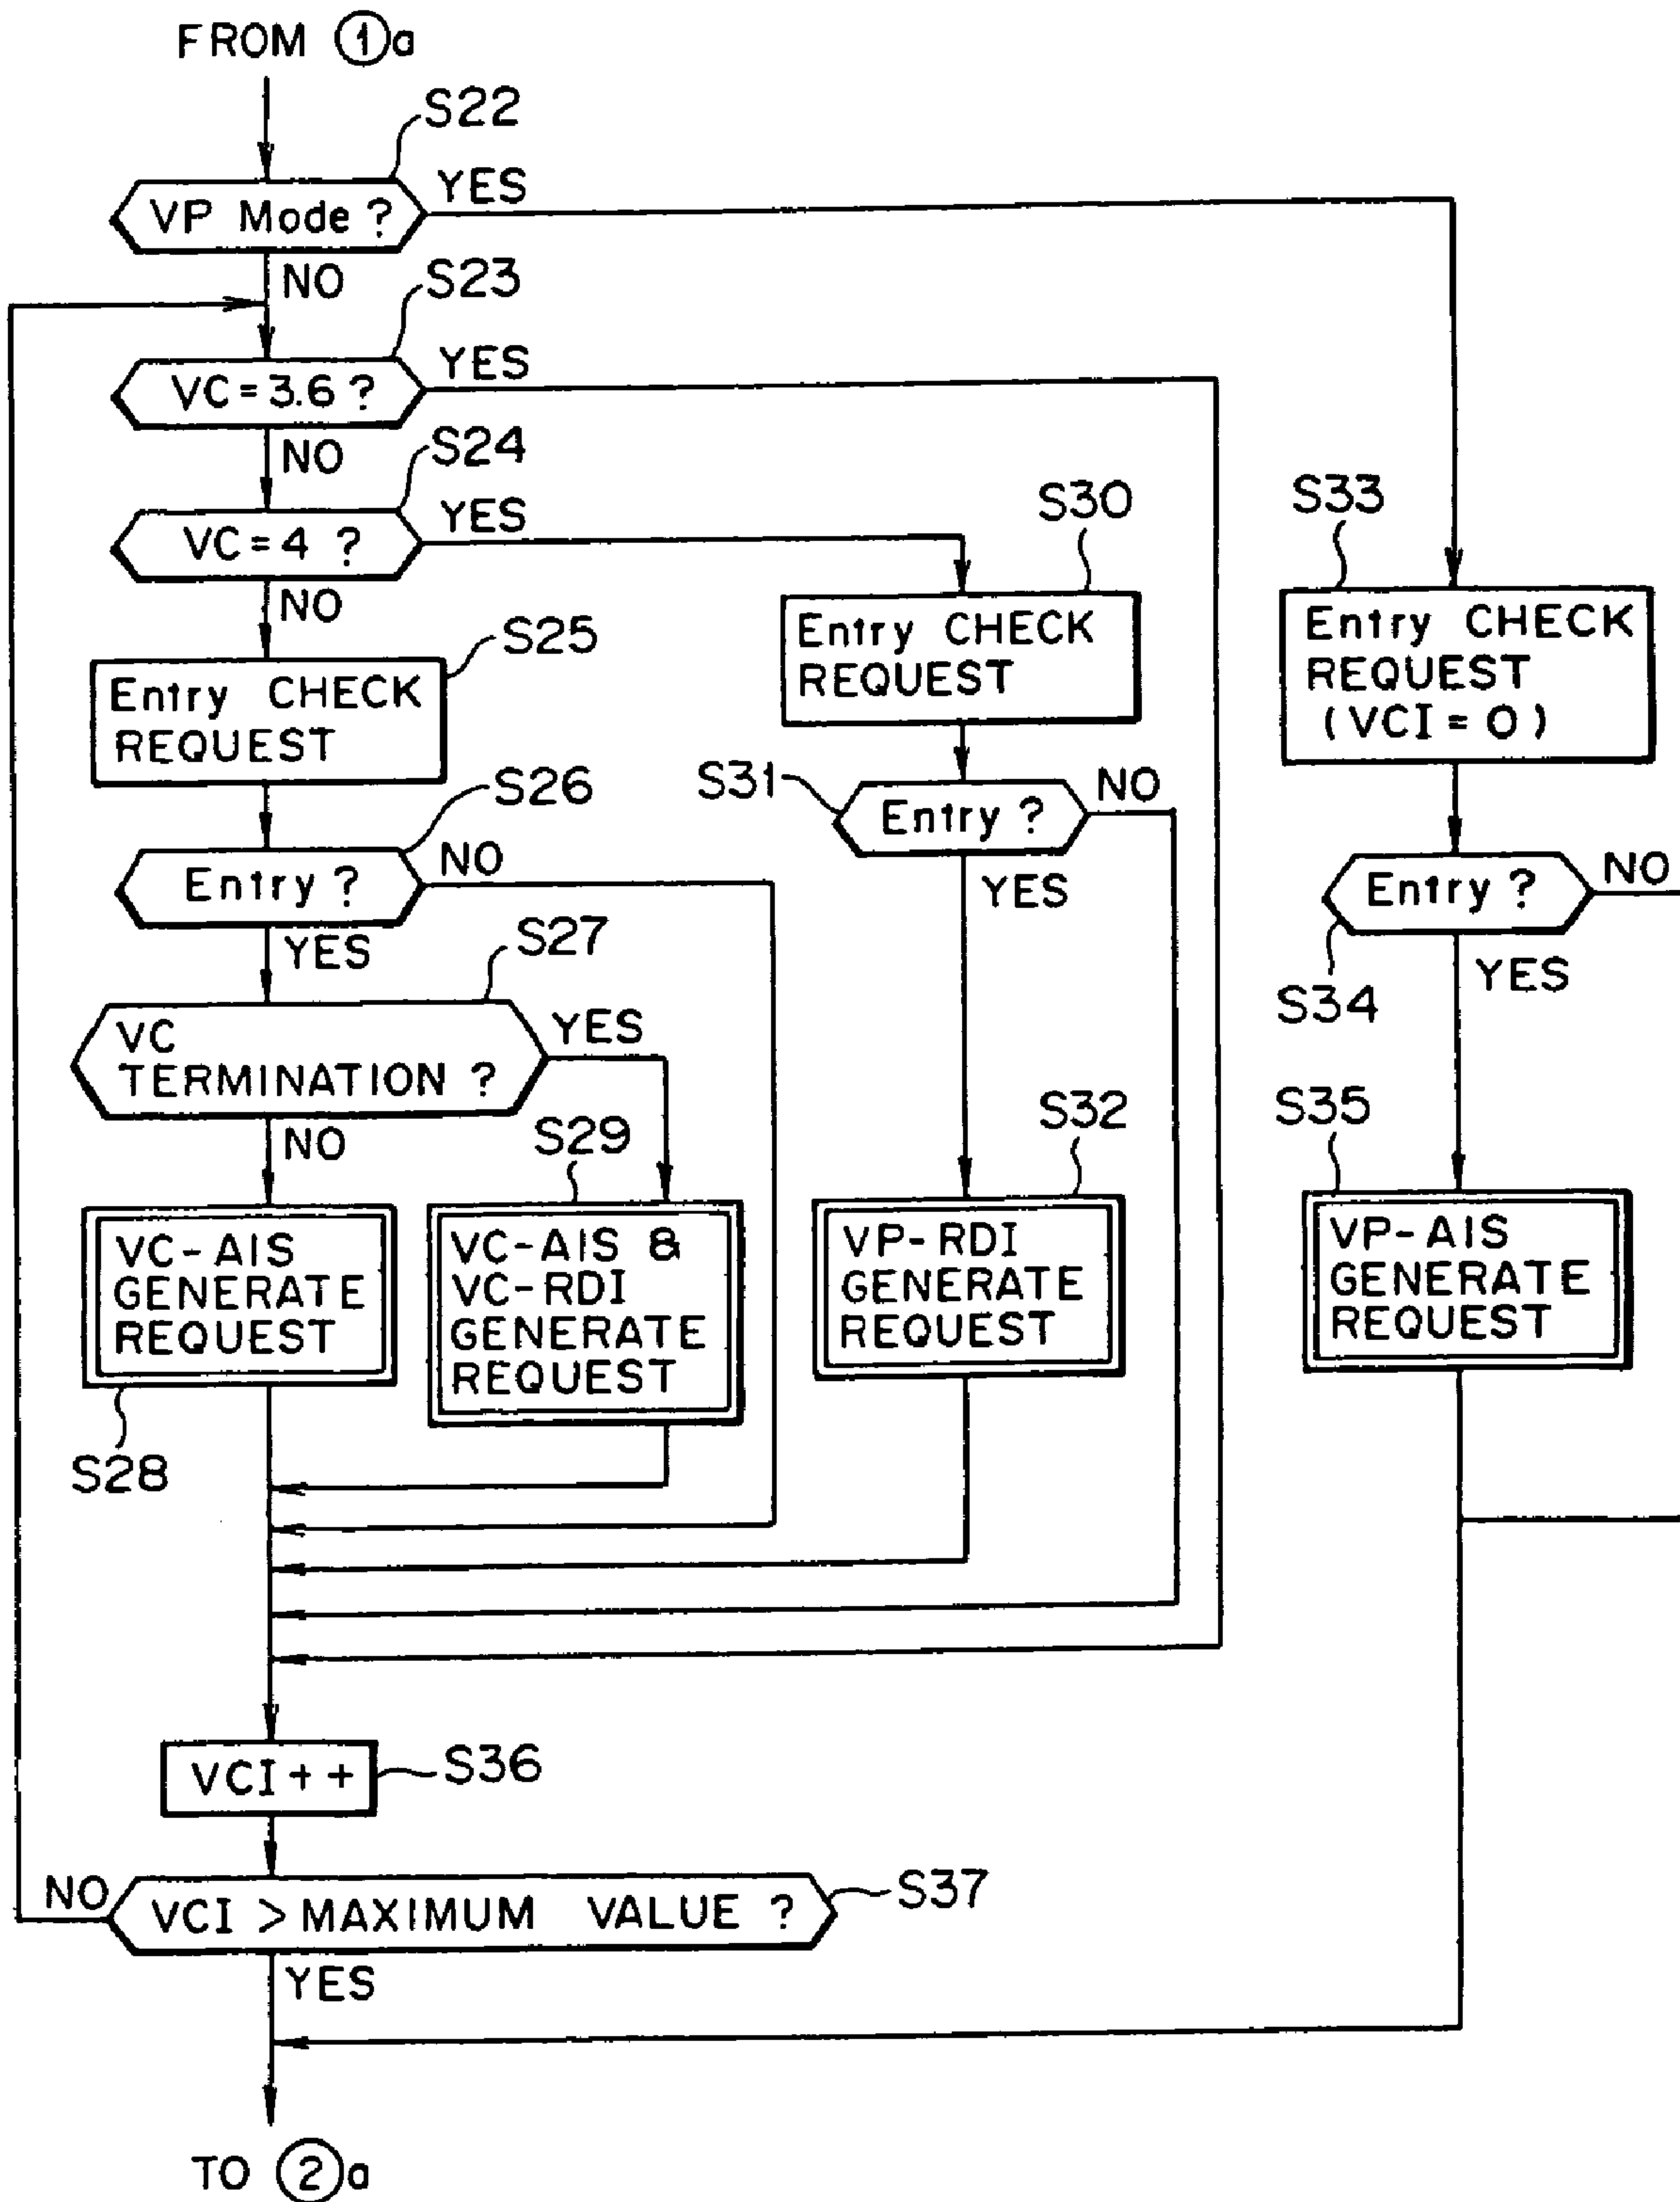 FROM ①a
S22
VP Mode ?
YES
NO
S23
VC = 3.6 ?
YES
NO
S24
VC = 4 ?
YES
NO
S25
Entry CHECK
REQUEST
S26
Entry ?
NO
YES
S27
VC
TERMINATION ?
YES
NO
S28
VC-AIS
GENERATE
REQUEST
S29
VC-AIS &
VC-RDI
GENERATE
REQUEST
S30
Entry CHECK
REQUEST
S31
Entry ?
NO
YES
S32
VP-RDI
GENERATE
REQUEST
S33
Entry CHECK
REQUEST
(VCI = 0)
S34
Entry ?
NO
YES
S35
VP-AIS
GENERATE
REQUEST
VCI + +
S36
NO
VCI > MAXIMUM VALUE ?
S37
YES
TO ②a